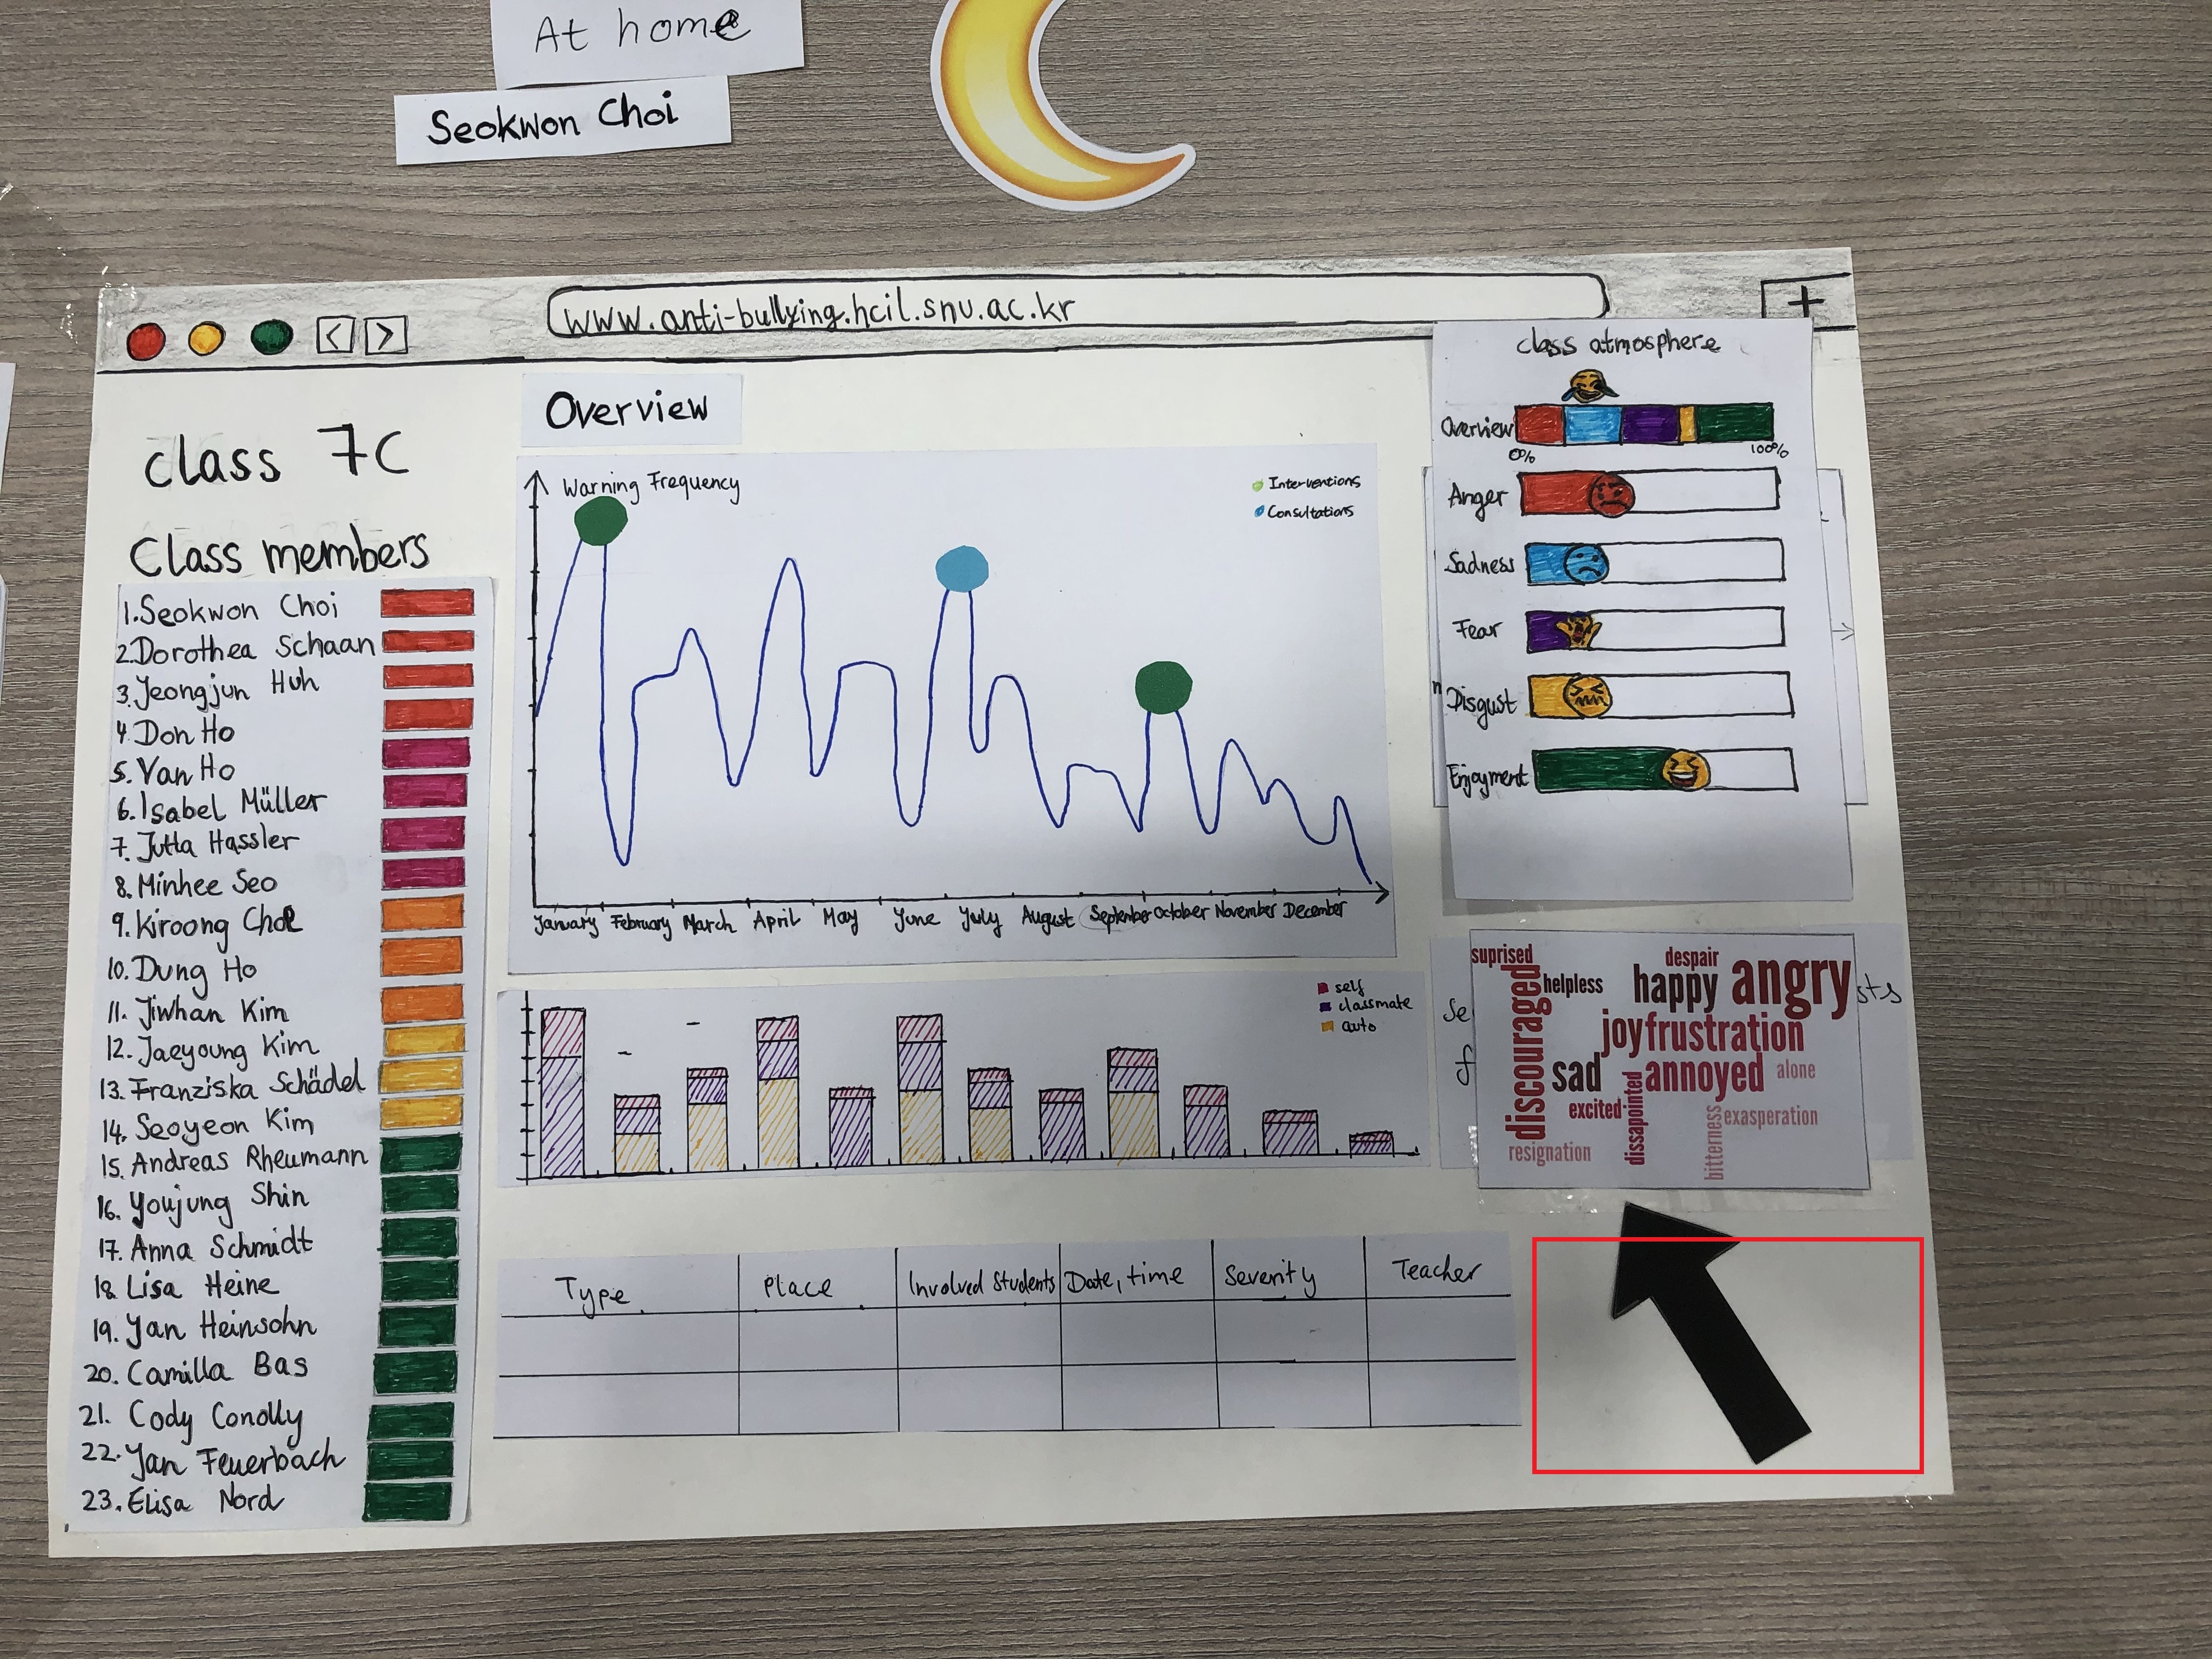 At home
Seokwon Choi
www.anti-bullying.hcil.snu.ac.kr
+
< >
class 7C
Class members
1. Seokwon Choi
2. Dorothea Schaan
3. Jeongjun Huh
4. Don Ho
5. Van Ho
6. Isabel Müller
7. Jutta Hassler
8. Minhee Seo
9. Kiroong Choe
10. Dung Ho
11. Jiwhan Kim
12. Jaeyoung Kim
13. Franziska Schädel
14. Seoyeon Kim
15. Andreas Rheumann
16. Youjung Shin
17. Anna Schmidt
18. Lisa Heine
19. Jan Heinsohn
20. Camilla Bas
21. Cody Conolly
22. Jan Feuerbach
23. Elisa Nord
Overview
Warning Frequency
Interventions
Consultations
January February March April May June July August September October November December
self
classmate
auto
Type Place Involved Students Date, time Severity Teacher
class atmosphere
Overview
0% 100%
Anger
Sadness
Fear
Disgust
Enjoyment
suprised
despair
helpless
happy
angry
discouraged
joy
frustration
sad
annoyed
alone
excited
dissapointed
bitterness
exasperation
resignation